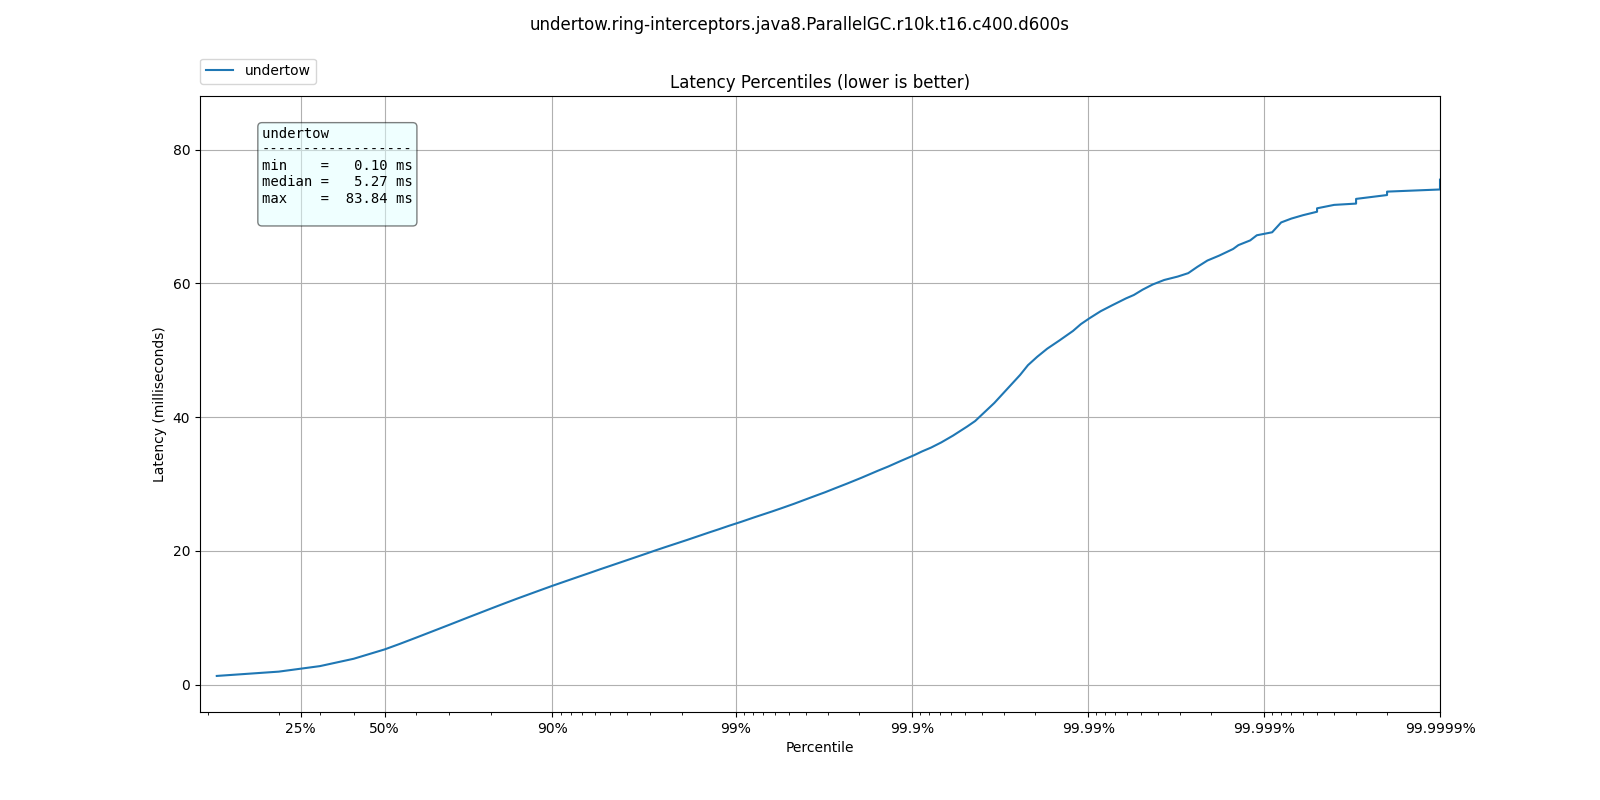 undertow.ring-interceptors.java8.ParallelGC.r10k.t16.c400.d600s
undertow
Latency Percentiles (lower is better)
undertow
------------------
min    =   0.10 ms
median =   5.27 ms
max    =  83.84 ms
80
60
40
20
0
Latency (milliseconds)
25% 50% 90% 99% 99.9% 99.99% 99.999% 99.9999%
Percentile